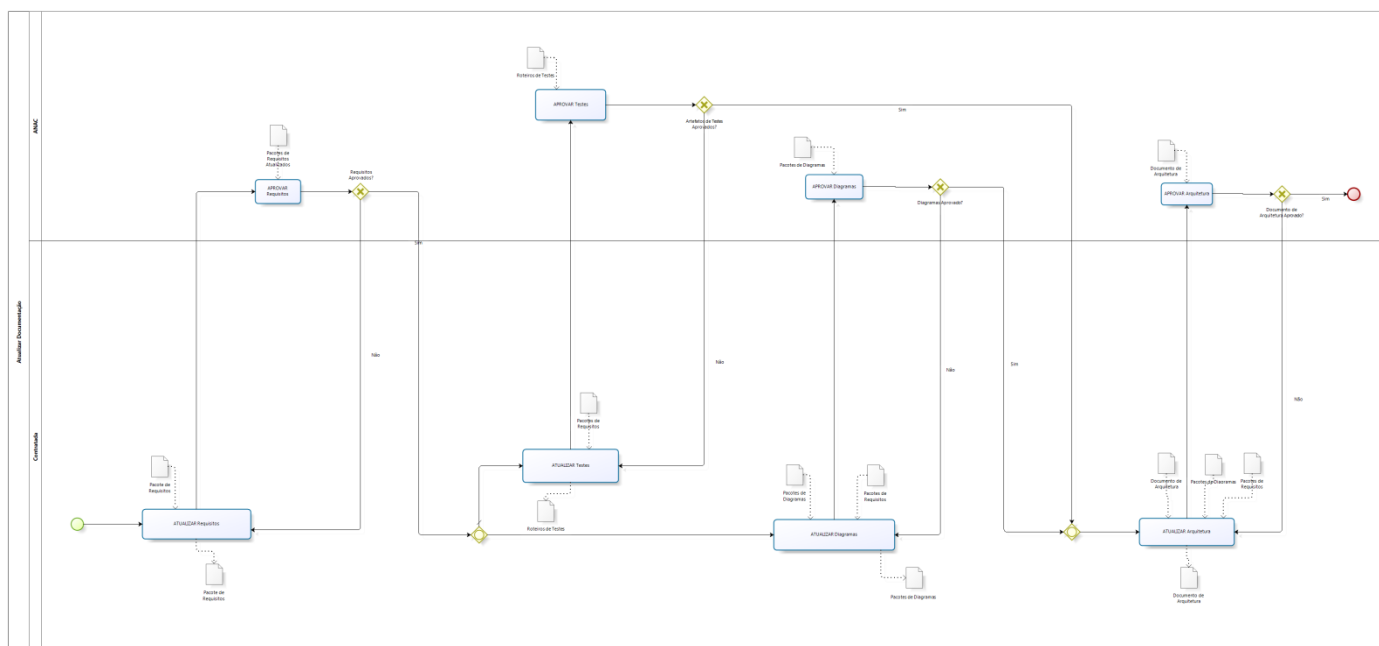 Atualizar Documentação
ANAC
Contratada
Roteiros de Testes
APROVAR Testes
Artefatos de Testes
Aprovados?
Sim
Pacotes de
Requisitos
Atualizados
APROVAR
Requisitos
Requisitos
Aprovados?
Pacotes de Diagramas
APROVAR Diagramas
Diagramas Aprovado?
Documento de
Arquitetura
APROVAR Arquitetura
Documento de
Arquitetura Aprovado?
Sim
Sim
Não
Não
Sim
Não
Não
Pacote de
Requisitos
ATUALIZAR Requisitos
Pacote de
Requisitos
Pacotes de
Requisitos
ATUALIZAR Testes
Roteiros de Testes
Pacotes de
Diagramas
Pacotes de
Requisitos
ATUALIZAR Diagramas
Pacotes de Diagramas
Documento de
Arquitetura
Pacotes de Diagramas
Pacotes de
Requisitos
ATUALIZAR Arquitetura
Documento de
Arquitetura